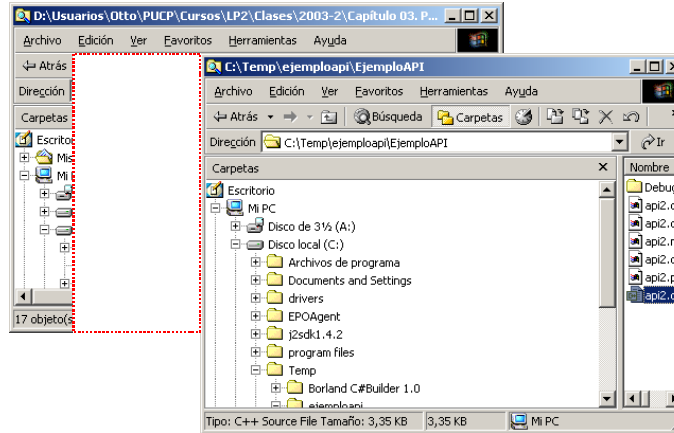 D:\Usuarios\Otto\PUCP\Cursos\LP2\Clases\2003-2\Capítulo 03. P...
Archivo Edición Ver Favoritos Herramientas Ayuda
Atrás
Dirección
Carpetas
Escrito
Mis
Mi
17 objeto(s
C:\Temp\ejemploapi\EjemploAPI
Archivo Edición Ver Favoritos Herramientas Ayuda
Atrás Búsqueda Carpetas
Dirección C:\Temp\ejemploapi\EjemploAPI Ir
Carpetas Nombre
Escritorio
Mi PC
Disco de 3½ (A:)
Disco local (C:)
Archivos de programa
Documents and Settings
drivers
EPOAgent
j2sdk1.4.2
program files
Temp
Borland C#Builder 1.0
ejemploapi
Debug
api2.c
api2.c
api2.r
api2.c
api2.p
api2.c
Tipo: C++ Source File Tamaño: 3,35 KB 3,35 KB Mi PC